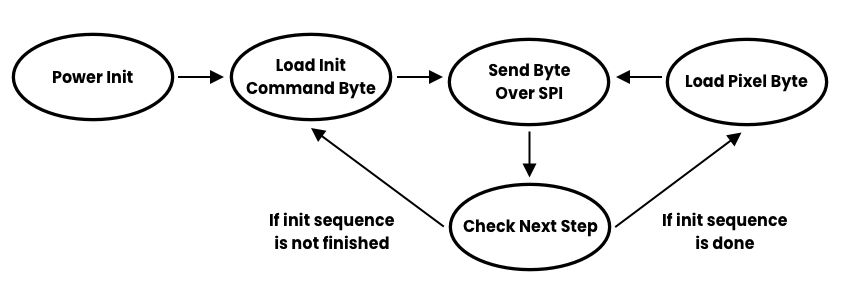 Power Init
Load Init
Command Byte
Send Byte
Over SPI
Load Pixel Byte
Check Next Step
If init sequence
is not finished
If init sequence
is done